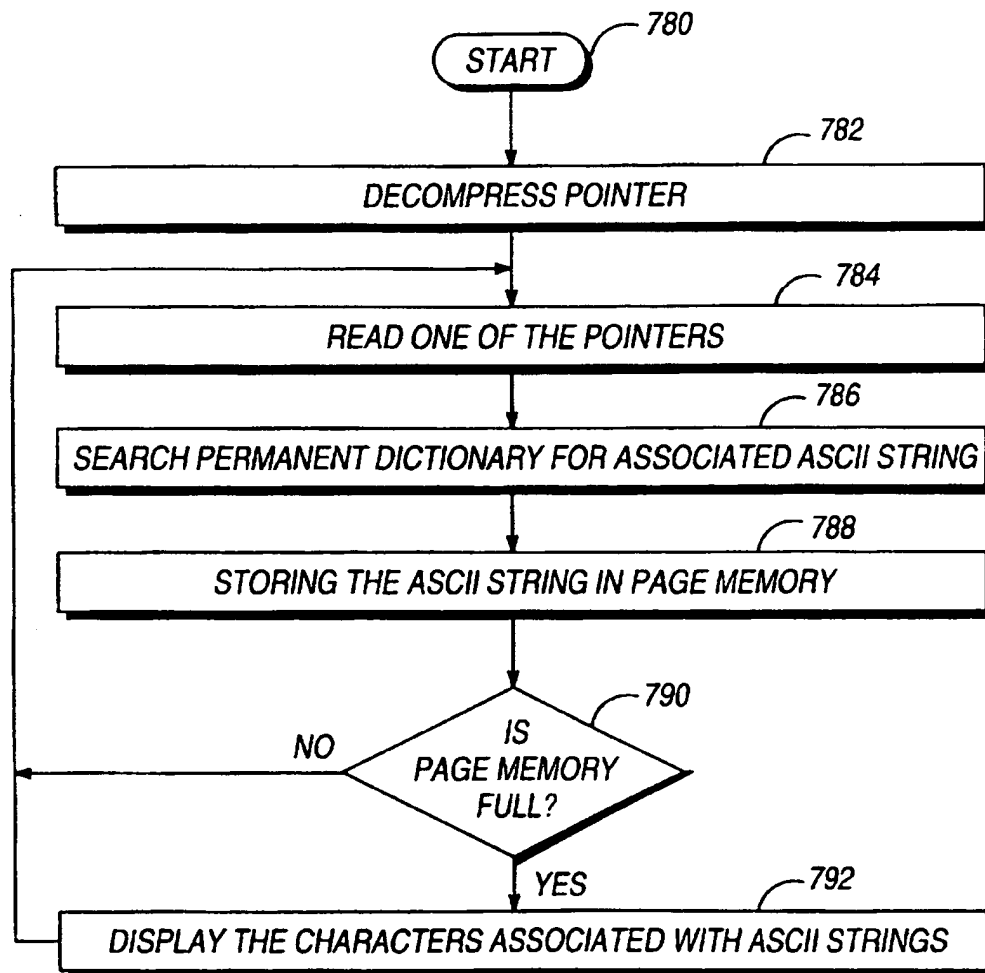 780
START
782
DECOMPRESS POINTER
784
READ ONE OF THE POINTERS
786
SEARCH PERMANENT DICTIONARY FOR ASSOCIATED ASCII STRING
788
STORING THE ASCII STRING IN PAGE MEMORY
790
NO
IS
PAGE MEMORY
FULL?
YES
792
DISPLAY THE CHARACTERS ASSOCIATED WITH ASCII STRINGS